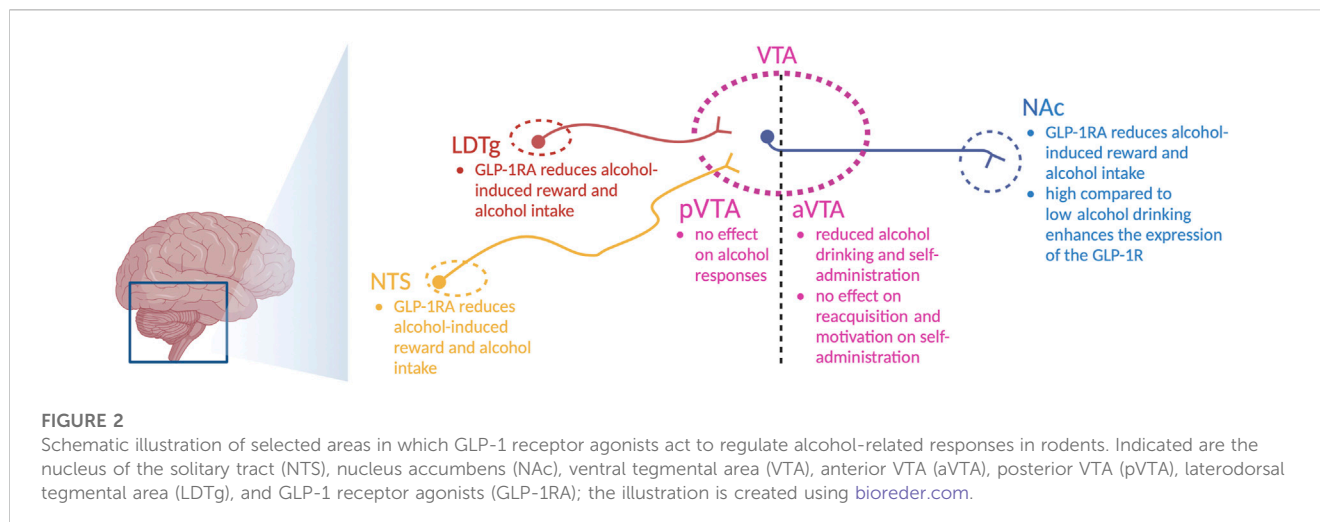 VTA
LDTg
• GLP-1RA reduces alcohol-
induced reward and
alcohol intake
NTS
• GLP-1RA reduces
alcohol-induced
reward and alcohol
intake
pVTA
• no effect
on alcohol
responses
aVTA
• reduced alcohol
drinking and self-
administration
• no effect on
reacquisition and
motivation on self-
administration
NAc
• GLP-1RA reduces alcohol-
induced reward and
alcohol intake
• high compared to
low alcohol drinking
enhances the expression
of the GLP-1R
FIGURE 2
Schematic illustration of selected areas in which GLP-1 receptor agonists act to regulate alcohol-related responses in rodents. Indicated are the
nucleus of the solitary tract (NTS), nucleus accumbens (NAc), ventral tegmental area (VTA), anterior VTA (aVTA), posterior VTA (pVTA), laterodorsal
tegmental area (LDTg), and GLP-1 receptor agonists (GLP-1RA); the illustration is created using bioreder.com.